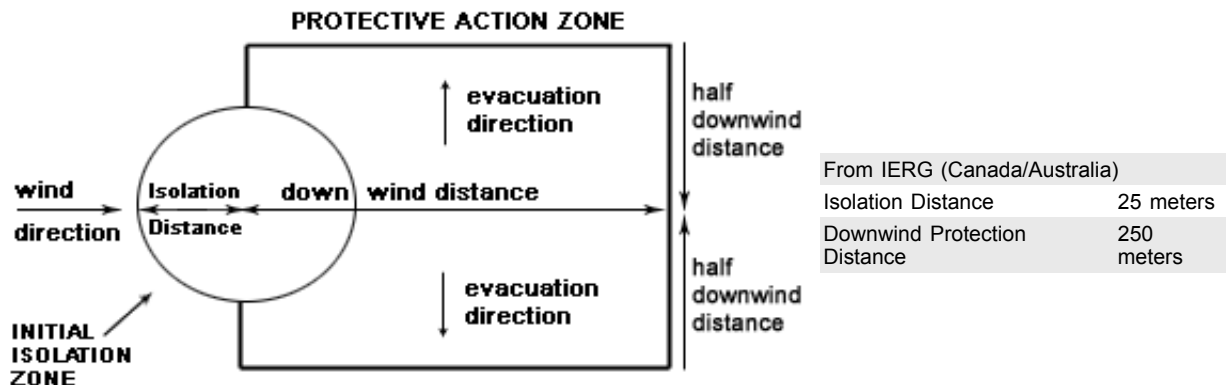 PROTECTIVE ACTION ZONE
evacuation
direction
half
downwind
distance
wind
direction
Isolation
Distance
down wind distance
evacuation
direction
half
downwind
distance
INITIAL
ISOLATION
ZONE
From IERG (Canada/Australia)
Isolation Distance 25 meters
Downwind Protection 250
Distance meters